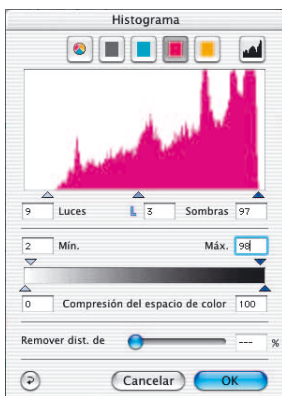 Histograma
9 Luces L 3 Sombras 97
2 Mín. Máx. 98
0 Compresión del espacio de color 100
Remover dist. de --- %
Cancelar OK